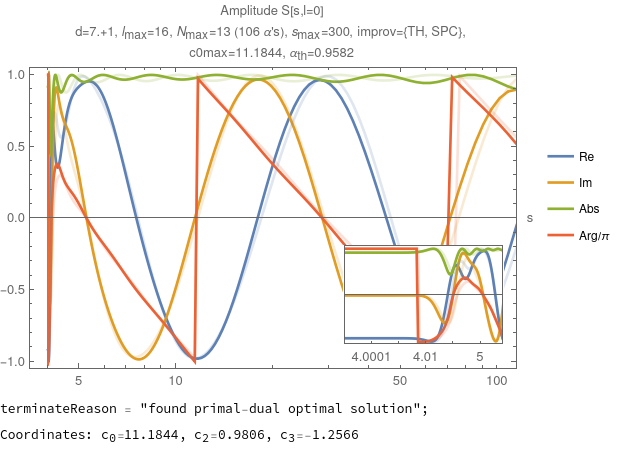 Amplitude S[s,l=0]
d=7.+1, lmax=16, Nmax=13 (106 α's), smax=300, improv={TH, SPC},
c0max=11.1844, αth=0.9582
1.0
0.5
0.0
-0.5
-1.0
5
10
50
100
s
4.0001
4.01
5
Re
Im
Abs
Arg/π
terminateReason = "found primal-dual optimal solution";
Coordinates: c0=11.1844, c2=0.9806, c3=-1.2566